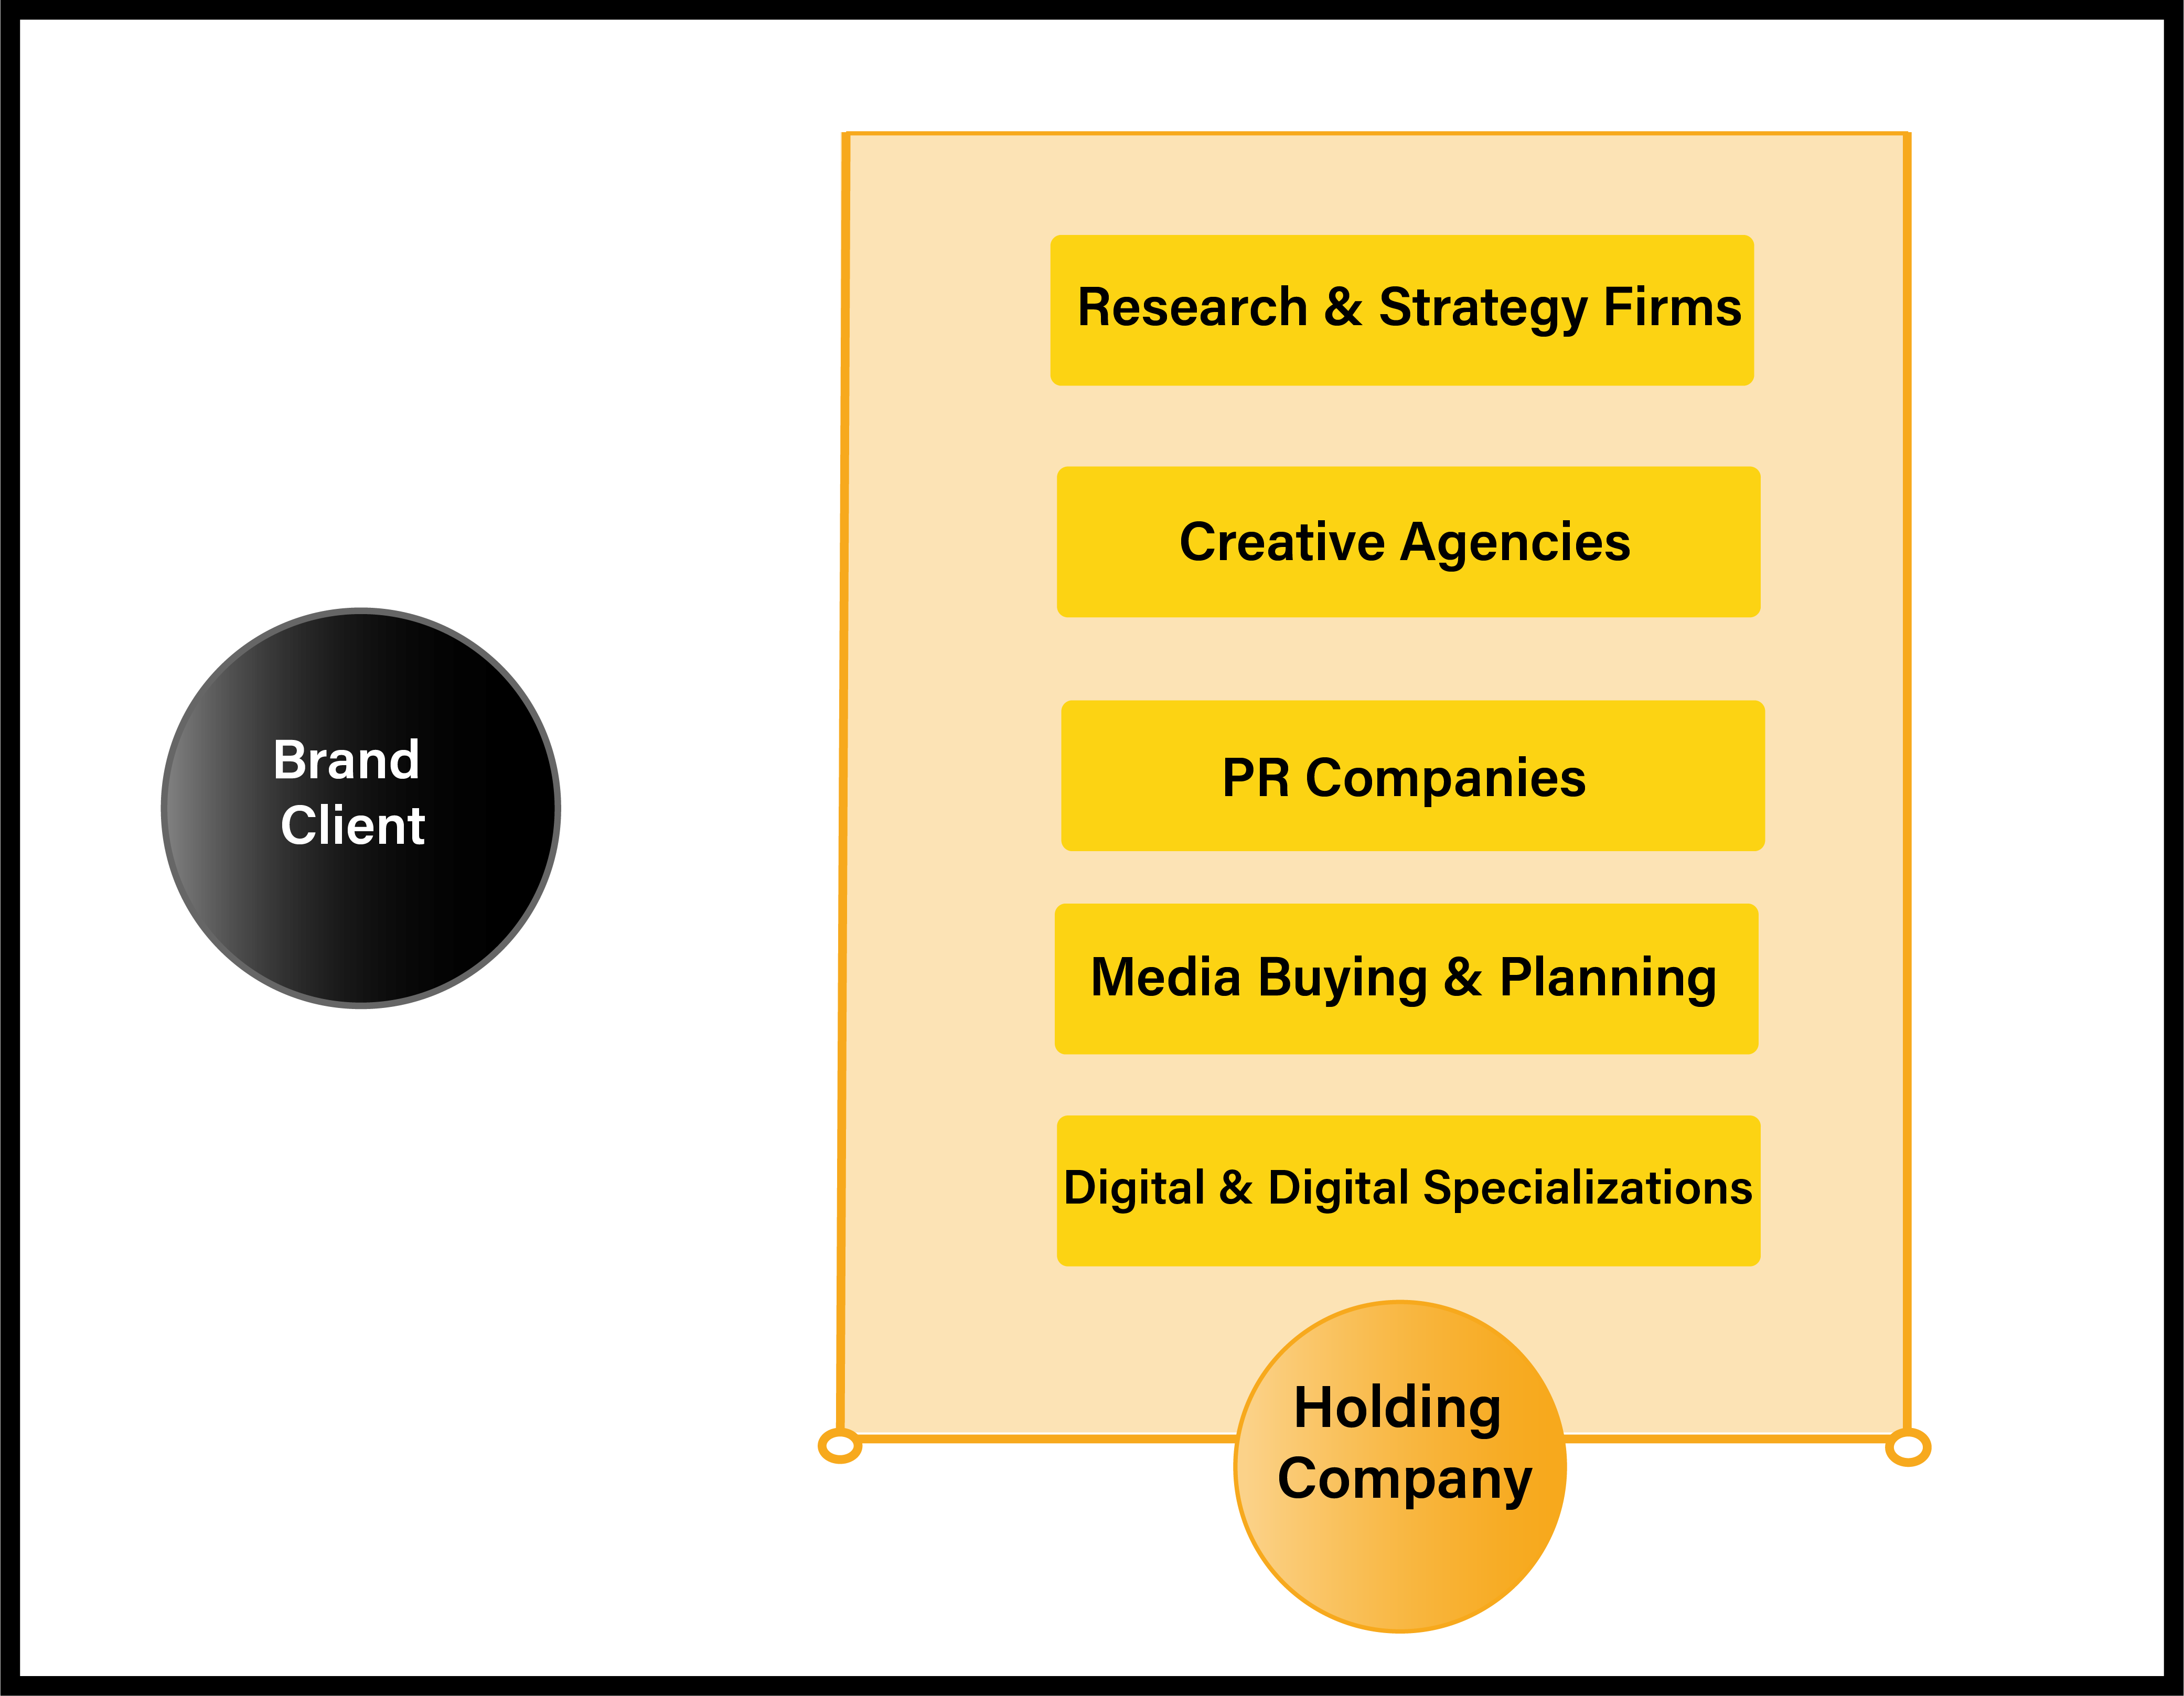 Brand
Client
Research & Strategy Firms
Creative Agencies
PR Companies
Media Buying & Planning
Digital & Digital Specializations
Holding
Company